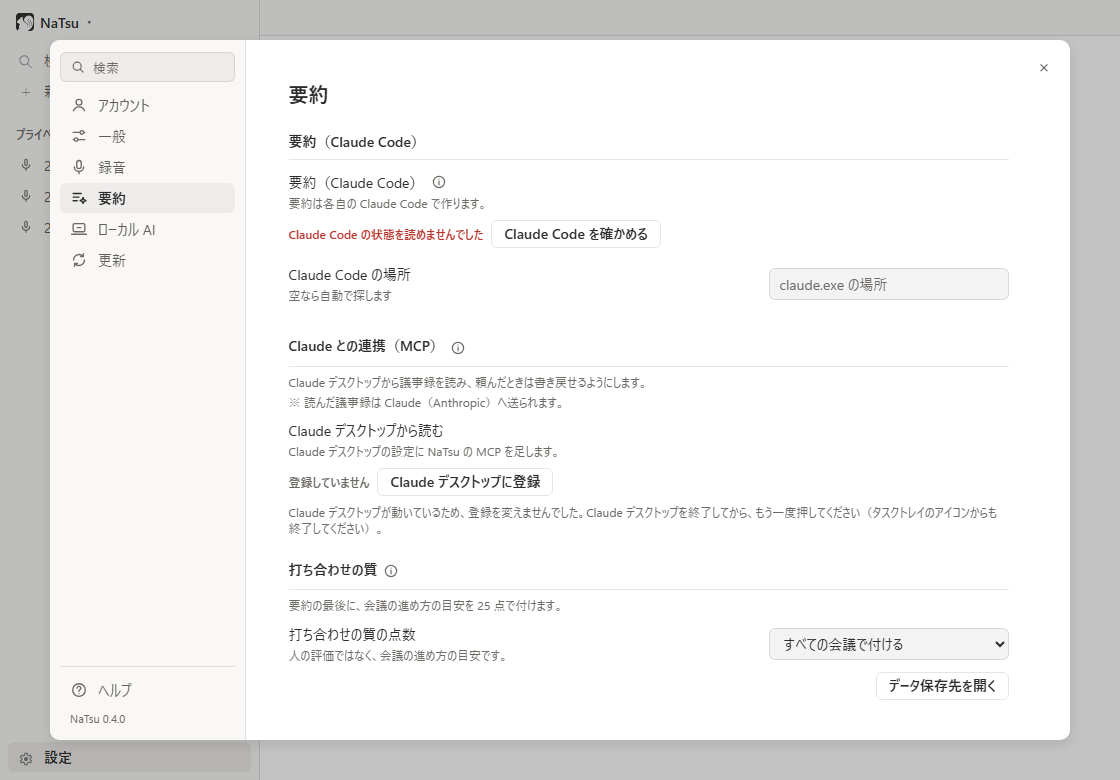 NaTsu
プライベ
検索
アカウント
一般
録音
要約
ローカル AI
更新
ヘルプ
NaTsu 0.4.0
設定
要約
要約（Claude Code）
要約（Claude Code）
要約は各自の Claude Code で作ります。
Claude Code の状態を読めませんでした
Claude Code を確かめる
Claude Code の場所
空なら自動で探します
claude.exe の場所
Claude との連携（MCP）
Claude デスクトップから議事録を読み、頼んだときは書き戻せるようにします。
※ 読んだ議事録は Claude（Anthropic）へ送られます。
Claude デスクトップから読む
Claude デスクトップの設定に NaTsu の MCP を足します。
登録していません
Claude デスクトップに登録
Claude デスクトップが動いているため、登録を変えませんでした。Claude デスクトップを終了してから、もう一度押してください（タスクトレイのアイコンからも
終了してください）。
打ち合わせの質
要約の最後に、会議の進め方の目安を 25 点で付けます。
打ち合わせの質の点数
人の評価ではなく、会議の進め方の目安です。
すべての会議で付ける
データ保存先を開く